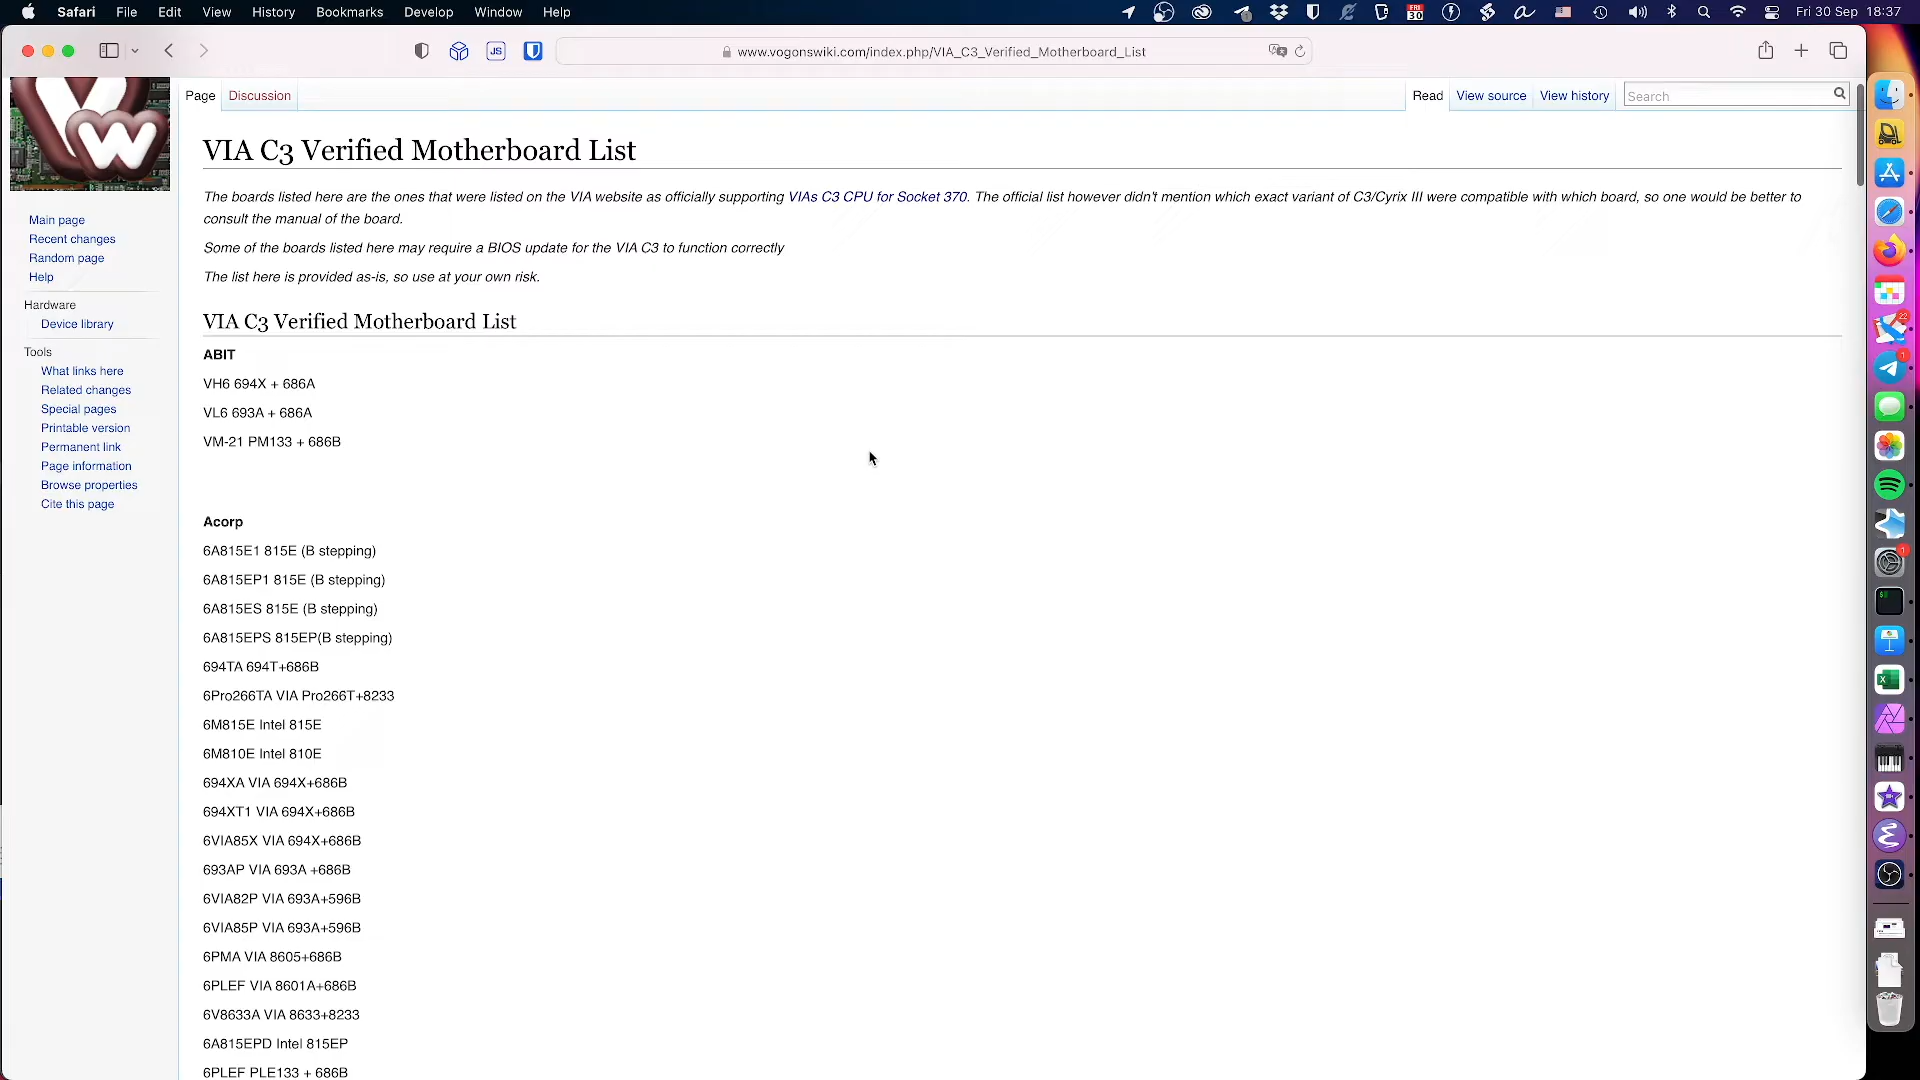 Safari File Edit View History Bookmarks Develop Window Help
FRI
30
Fri 30 Sep 18:37
JS
www.vogonswiki.com/index.php/VIA_C3_Verified_Motherboard_List
Page Discussion
Read View source View history Search
Main page
Recent changes
Random page
Help
Hardware
Device library
Tools
What links here
Related changes
Special pages
Printable version
Permanent link
Page information
Browse properties
Cite this page
VIA C3 Verified Motherboard List
The boards listed here are the ones that were listed on the VIA website as officially supporting VIAs C3 CPU for Socket 370. The official list however didn't mention which exact variant of C3/Cyrix III were compatible with which board, so one would be better to
consult the manual of the board.
Some of the boards listed here may require a BIOS update for the VIA C3 to function correctly
The list here is provided as-is, so use at your own risk.
VIA C3 Verified Motherboard List
ABIT
VH6 694X + 686A
VL6 693A + 686A
VM-21 PM133 + 686B
Acorp
6A815E1 815E (B stepping)
6A815EP1 815E (B stepping)
6A815ES 815E (B stepping)
6A815EPS 815EP(B stepping)
694TA 694T+686B
6Pro266TA VIA Pro266T+8233
6M815E Intel 815E
6M810E Intel 810E
694XA VIA 694X+686B
694XT1 VIA 694X+686B
6VIA85X VIA 694X+686B
693AP VIA 693A +686B
6VIA82P VIA 693A+596B
6VIA85P VIA 693A+596B
6PMA VIA 8605+686B
6PLEF VIA 8601A+686B
6V8633A VIA 8633+8233
6A815EPD Intel 815EP
6PLEF PLE133 + 686B
22
1
1